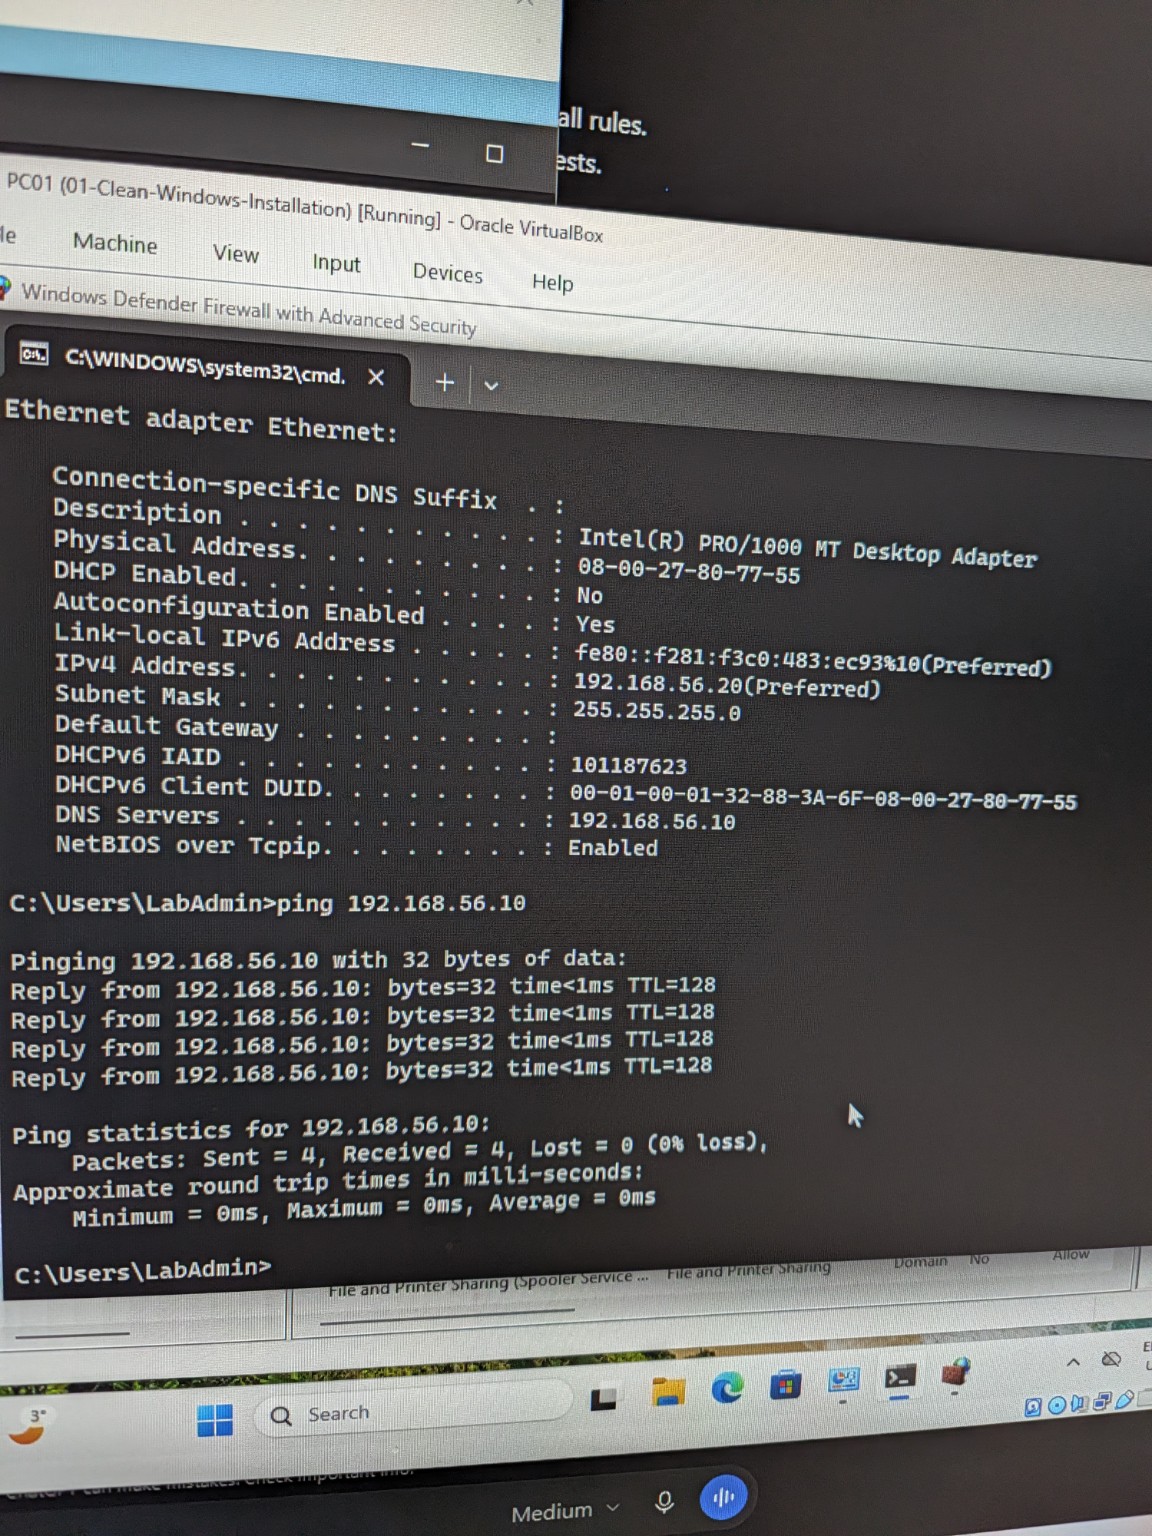 all rules.
ests.
PC01 (01-Clean-Windows-Installation) [Running] - Oracle VirtualBox
le Machine View Input Devices Help
Windows Defender Firewall with Advanced Security
C:\WINDOWS\system32\cmd.
Ethernet adapter Ethernet:
Connection-specific DNS Suffix . :
Description . . . . . . . . . . . : Intel(R) PRO/1000 MT Desktop Adapter
Physical Address. . . . . . . . . : 08-00-27-80-77-55
DHCP Enabled. . . . . . . . . . . : No
Autoconfiguration Enabled . . . . : Yes
Link-local IPv6 Address . . . . . : fe80::f281:f3c0:483:ec93%10(Preferred)
IPv4 Address. . . . . . . . . . . : 192.168.56.20(Preferred)
Subnet Mask . . . . . . . . . . . : 255.255.255.0
Default Gateway . . . . . . . . . :
DHCPv6 IAID . . . . . . . . . . . : 101187623
DHCPv6 Client DUID. . . . . . . . : 00-01-00-01-32-88-3A-6F-08-00-27-80-77-55
DNS Servers . . . . . . . . . . . : 192.168.56.10
NetBIOS over Tcpip. . . . . . . . : Enabled
C:\Users\LabAdmin>ping 192.168.56.10
Pinging 192.168.56.10 with 32 bytes of data:
Reply from 192.168.56.10: bytes=32 time<1ms TTL=128
Reply from 192.168.56.10: bytes=32 time<1ms TTL=128
Reply from 192.168.56.10: bytes=32 time<1ms TTL=128
Reply from 192.168.56.10: bytes=32 time<1ms TTL=128
Ping statistics for 192.168.56.10:
Packets: Sent = 4, Received = 4, Lost = 0 (0% loss),
Approximate round trip times in milli-seconds:
Minimum = 0ms, Maximum = 0ms, Average = 0ms
C:\Users\LabAdmin>
File and Printer Sharing (Spooler Service ... File and Printer Sharing Domain No Allow
3°
Search
can make mistakes. Check important info.
Medium